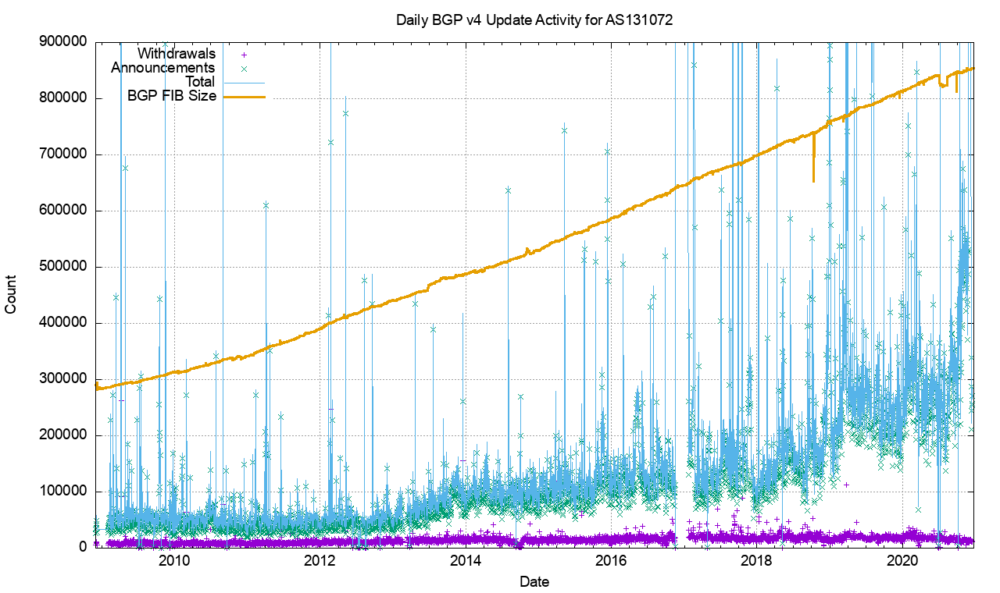 Daily BGP v4 Update Activity for AS131072
900000
800000
700000
600000
500000
400000
300000
200000
100000
0
Count
Withdrawals
Announcements
Total
BGP FIB Size
2010 2012 2014 2016 2018 2020
Date